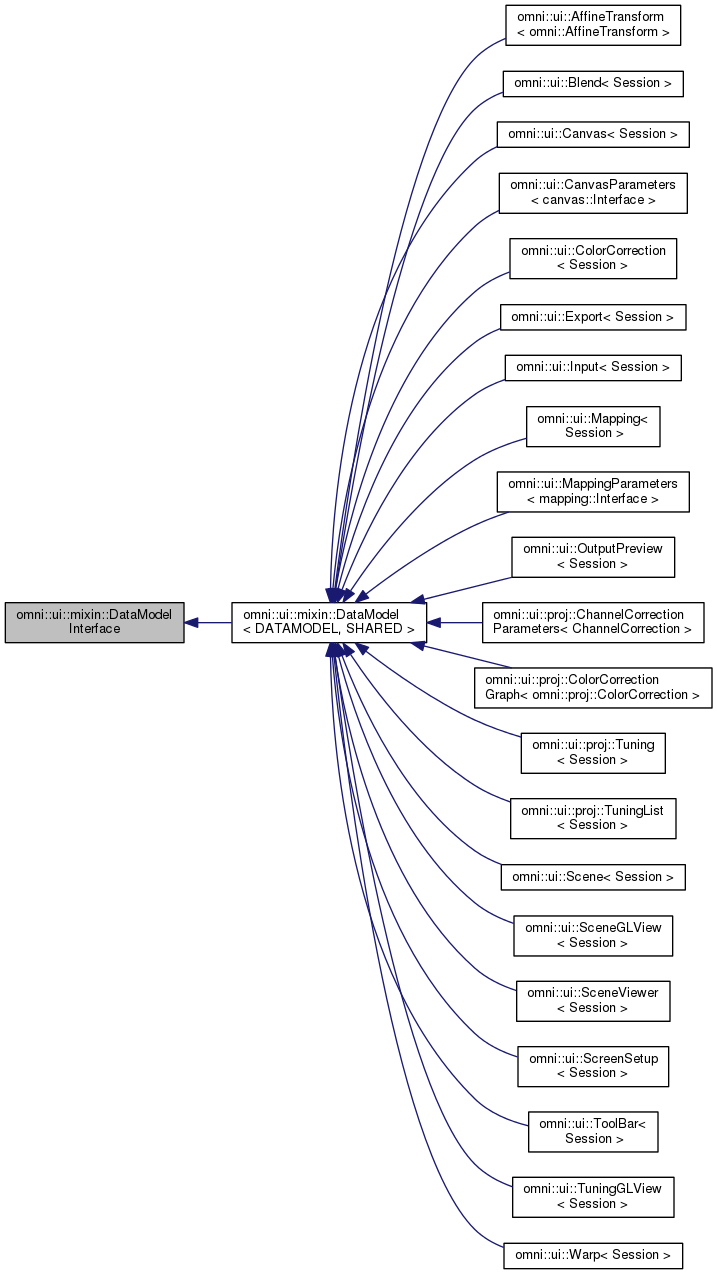 omni::ui::AffineTransform
< omni::AffineTransform >
omni::ui::Blend< Session >
omni::ui::Canvas< Session >
omni::ui::CanvasParameters
< canvas::Interface >
omni::ui::ColorCorrection
< Session >
omni::ui::Export< Session >
omni::ui::Input< Session >
omni::ui::Mapping<
Session >
omni::ui::MappingParameters
< mapping::Interface >
omni::ui::OutputPreview
< Session >
omni::ui::mixin::DataModel
Interface
omni::ui::mixin::DataModel
< DATAMODEL, SHARED >
omni::ui::proj::ChannelCorrection
Parameters< ChannelCorrection >
omni::ui::proj::ColorCorrection
Graph< omni::proj::ColorCorrection >
omni::ui::proj::Tuning
< Session >
omni::ui::proj::TuningList
< Session >
omni::ui::Scene< Session >
omni::ui::SceneGLView
< Session >
omni::ui::SceneViewer
< Session >
omni::ui::ScreenSetup
< Session >
omni::ui::ToolBar<
Session >
omni::ui::TuningGLView
< Session >
omni::ui::Warp< Session >